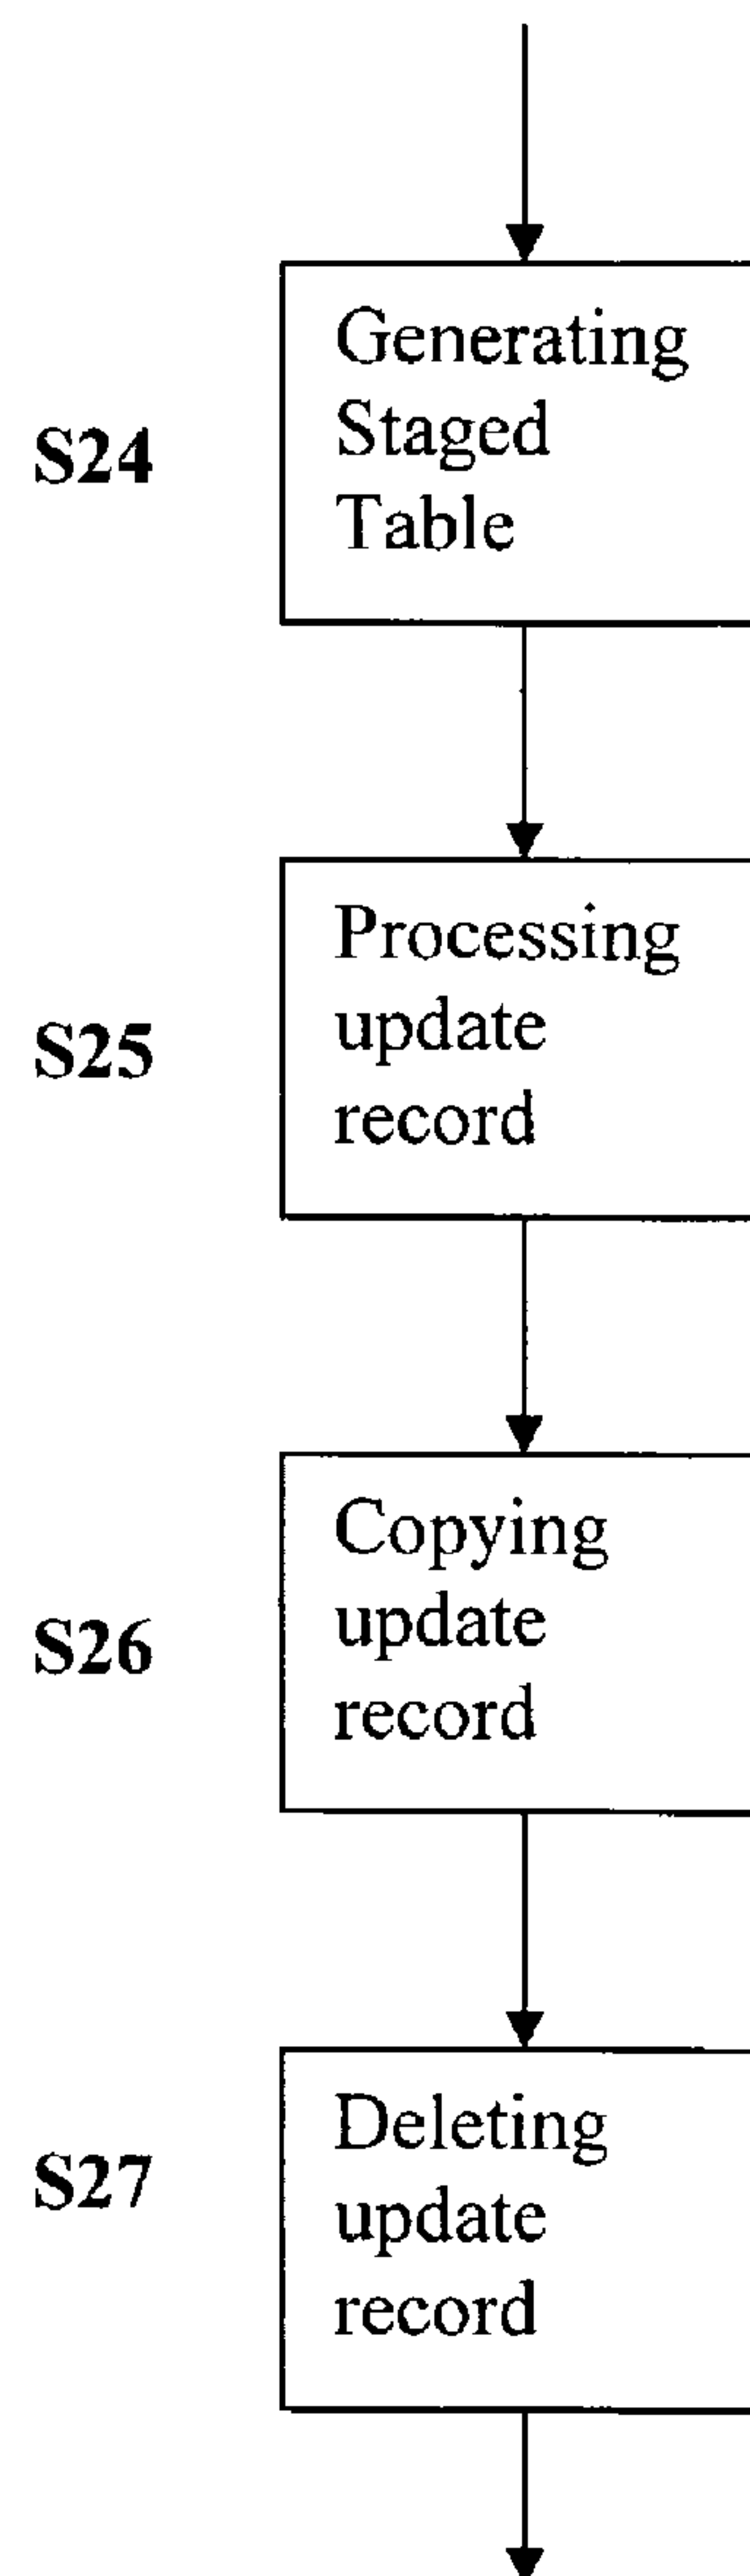 Generating
Staged
Table
S24
Processing
update
record
S25
Copying
update
record
S26
Deleting
update
record
S27